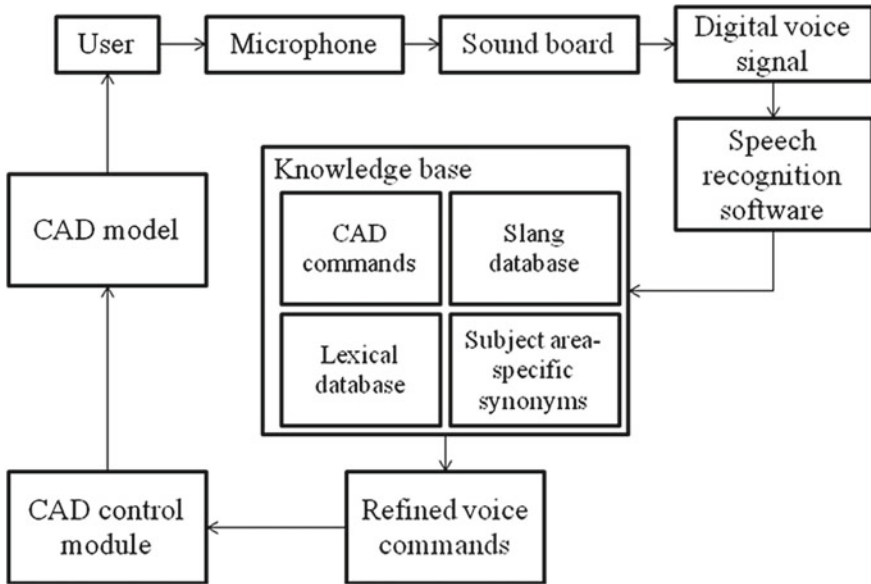 User
Microphone
Sound board
Digital voice
signal
Speech
recognition
software
Knowledge base
CAD
commands
Slang
database
Lexical
database
Subject area-
specific
synonyms
Refined voice
commands
CAD control
module
CAD model